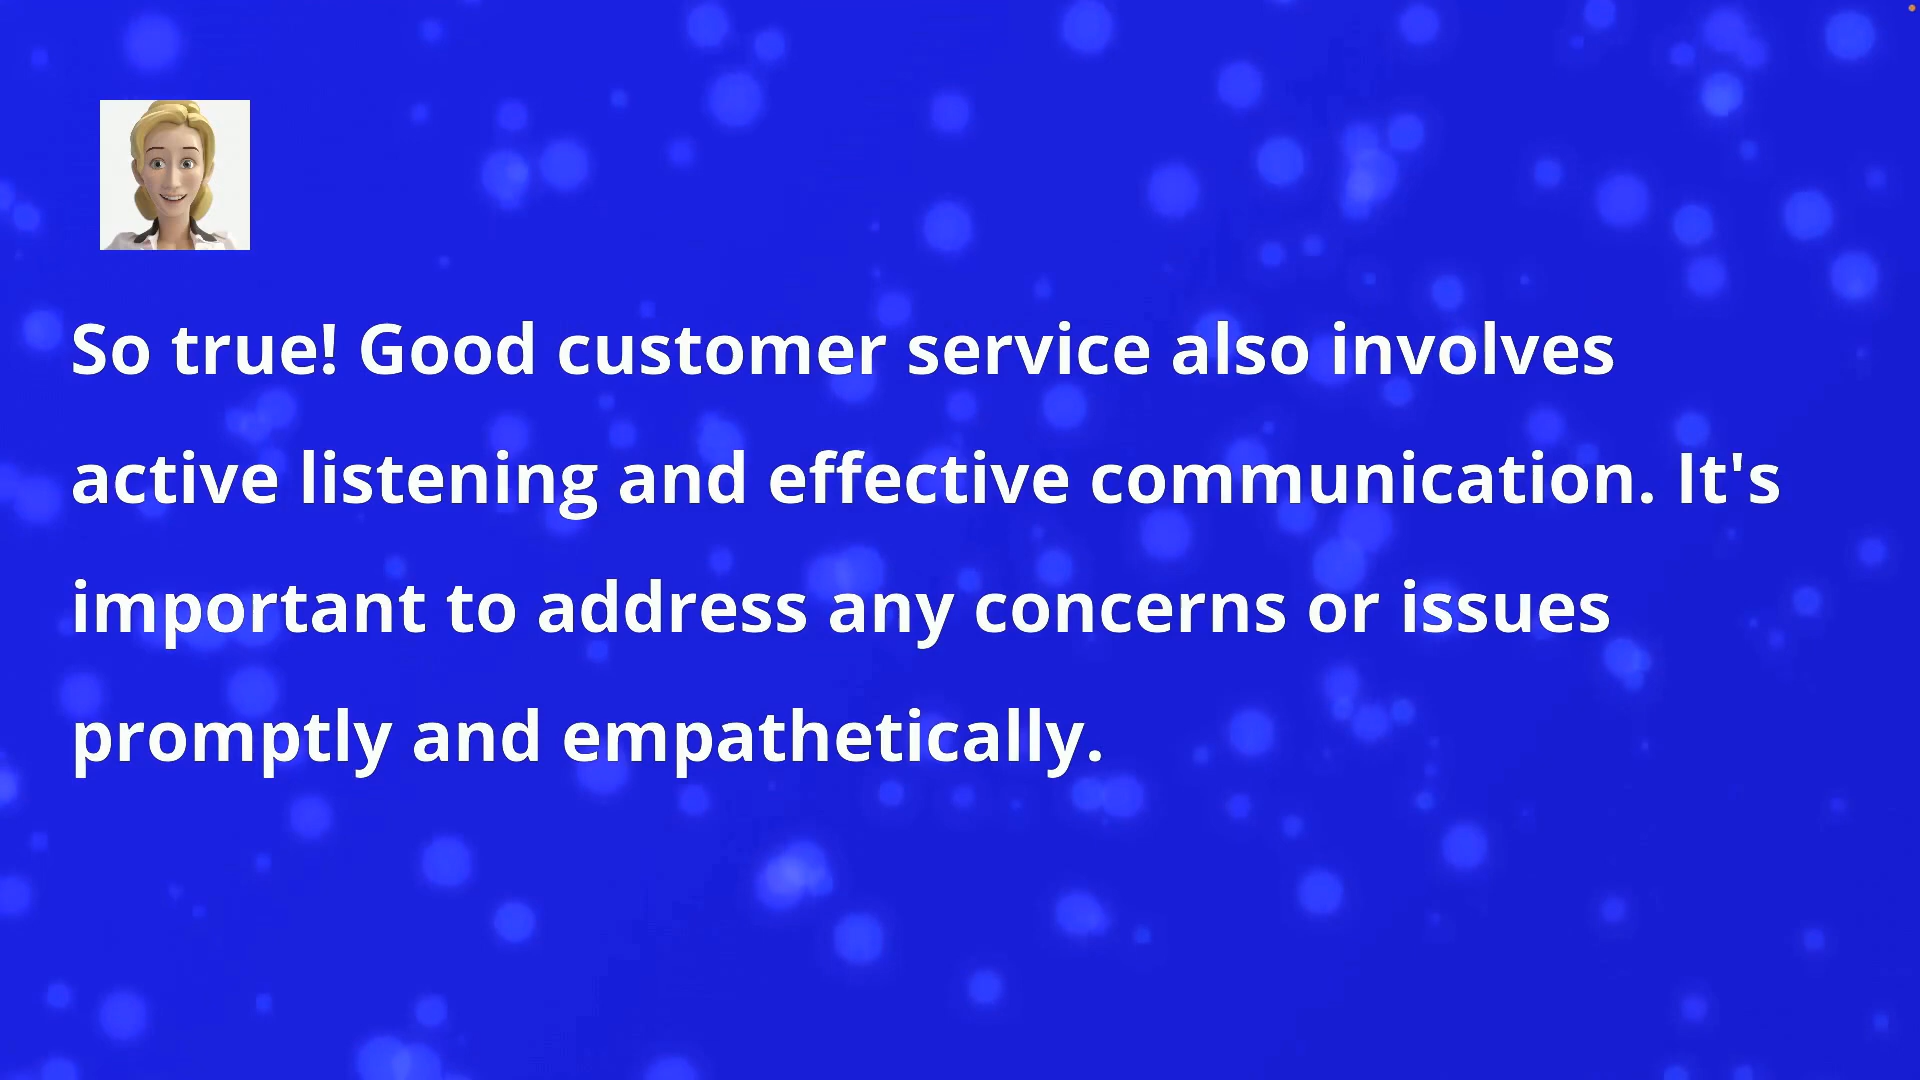 So true! Good customer service also involves
active listening and effective communication. It's
important to address any concerns or issues
promptly and empathetically.